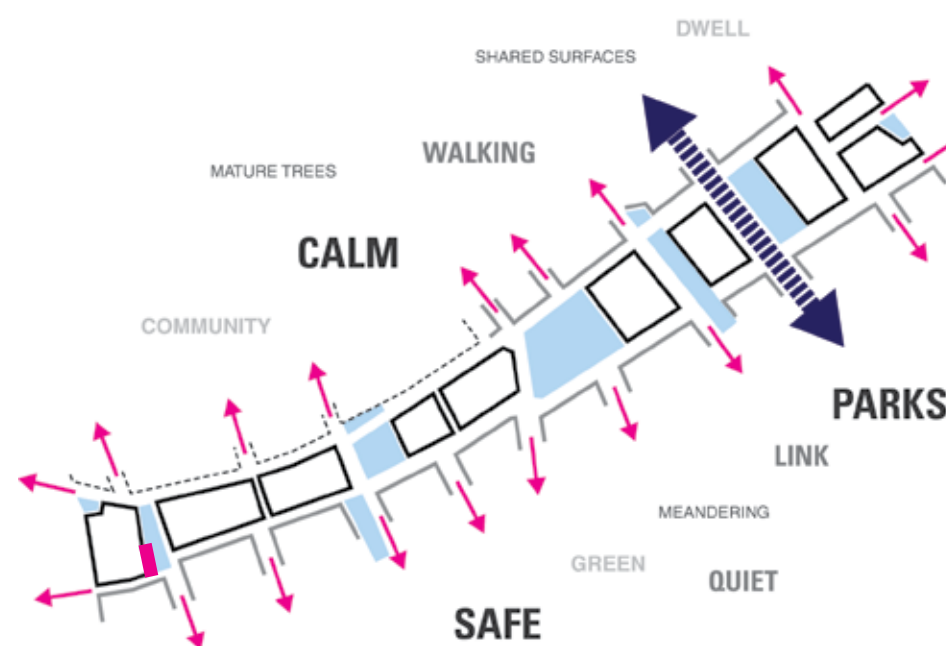 DWELL
SHARED SURFACES
WALKING
MATURE TREES
CALM
COMMUNITY
PARKS
LINK
MEANDERING
GREEN
QUIET
SAFE